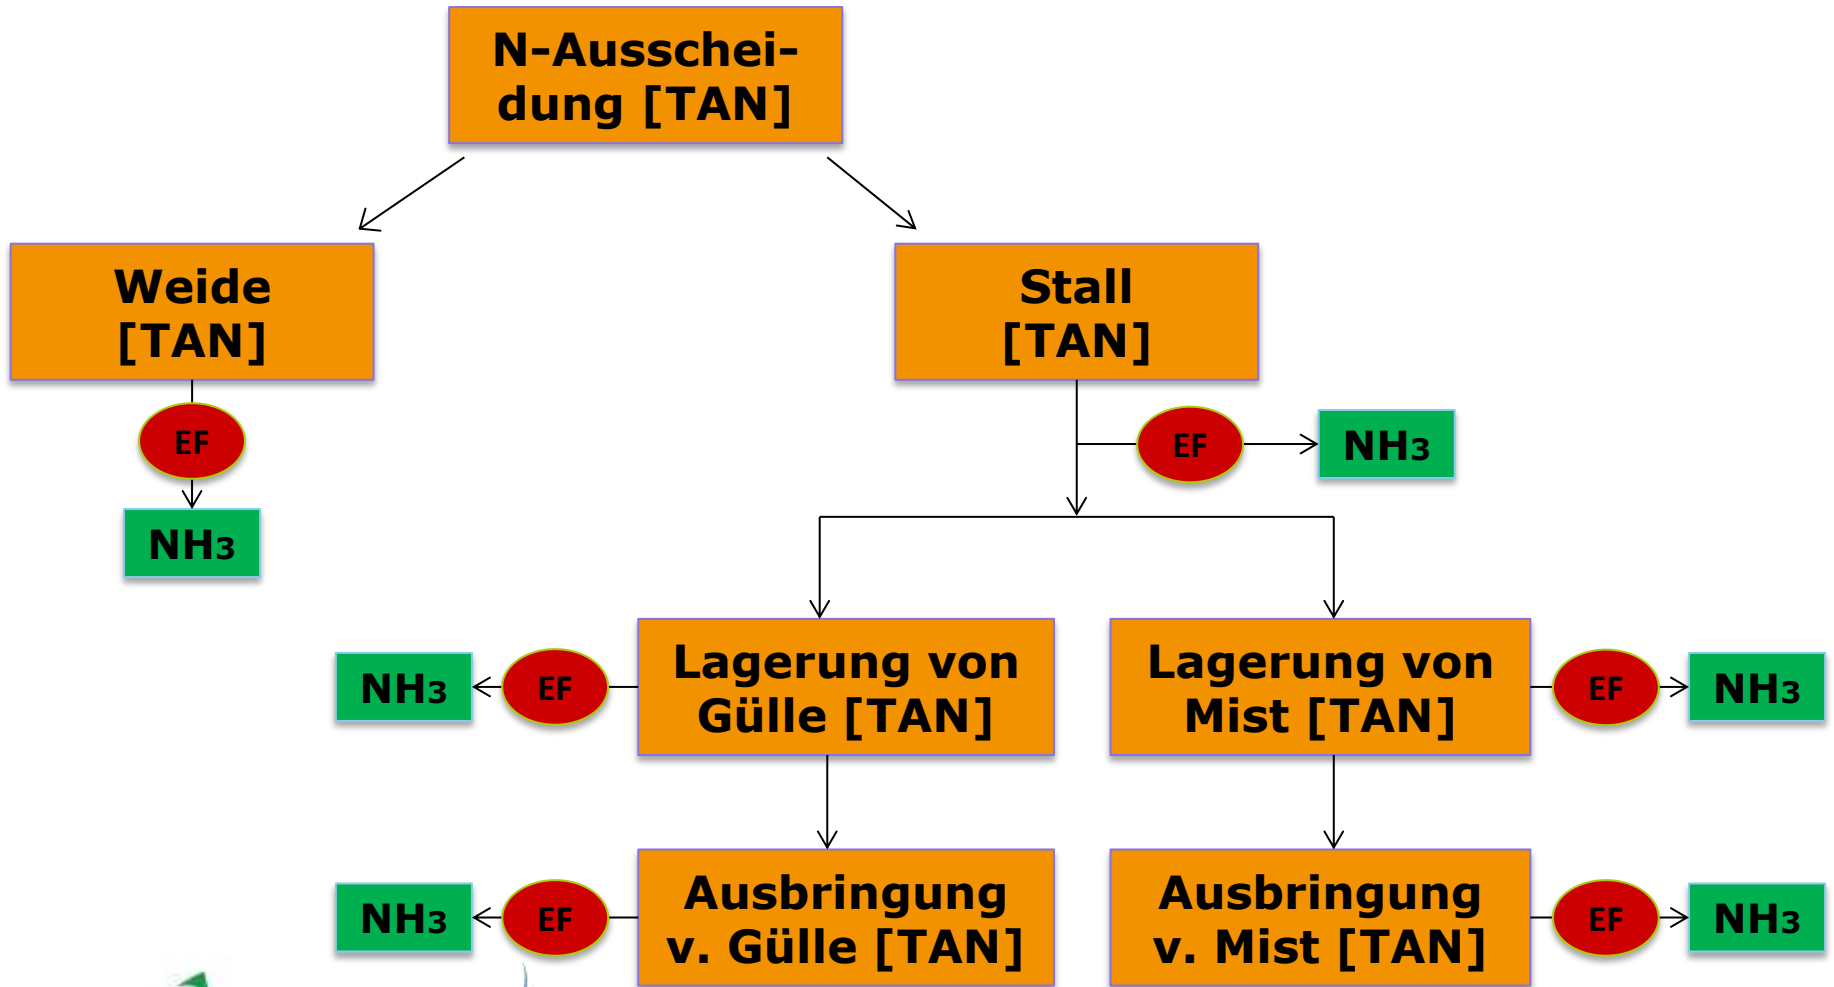 N-Ausschei-
dung [TAN]
Weide
[TAN]
Stall
[TAN]
EF
NH3
EF
NH3
Lagerung von
Gülle [TAN]
EF
NH3
Lagerung von
Mist [TAN]
EF
NH3
Ausbringung
v. Gülle [TAN]
EF
NH3
Ausbringung
v. Mist [TAN]
EF
NH3